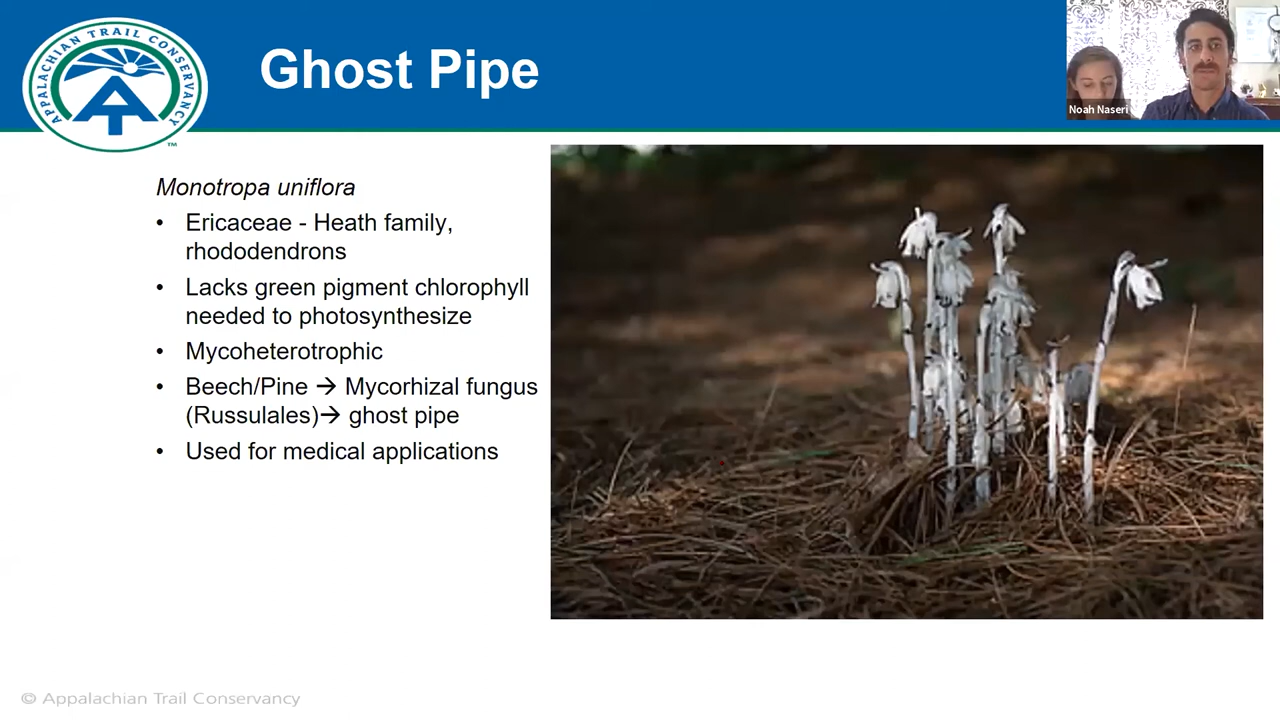 APPALACHIAN TRAIL CONSERVANCY
™
Ghost Pipe
Noah Naseri
Monotropa uniflora
• Ericaceae - Heath family,
rhododendrons
• Lacks green pigment chlorophyll
needed to photosynthesize
• Mycoheterotrophic
• Beech/Pine → Mycorhizal fungus
(Russulales)→ ghost pipe
• Used for medical applications
© Appalachian Trail Conservancy